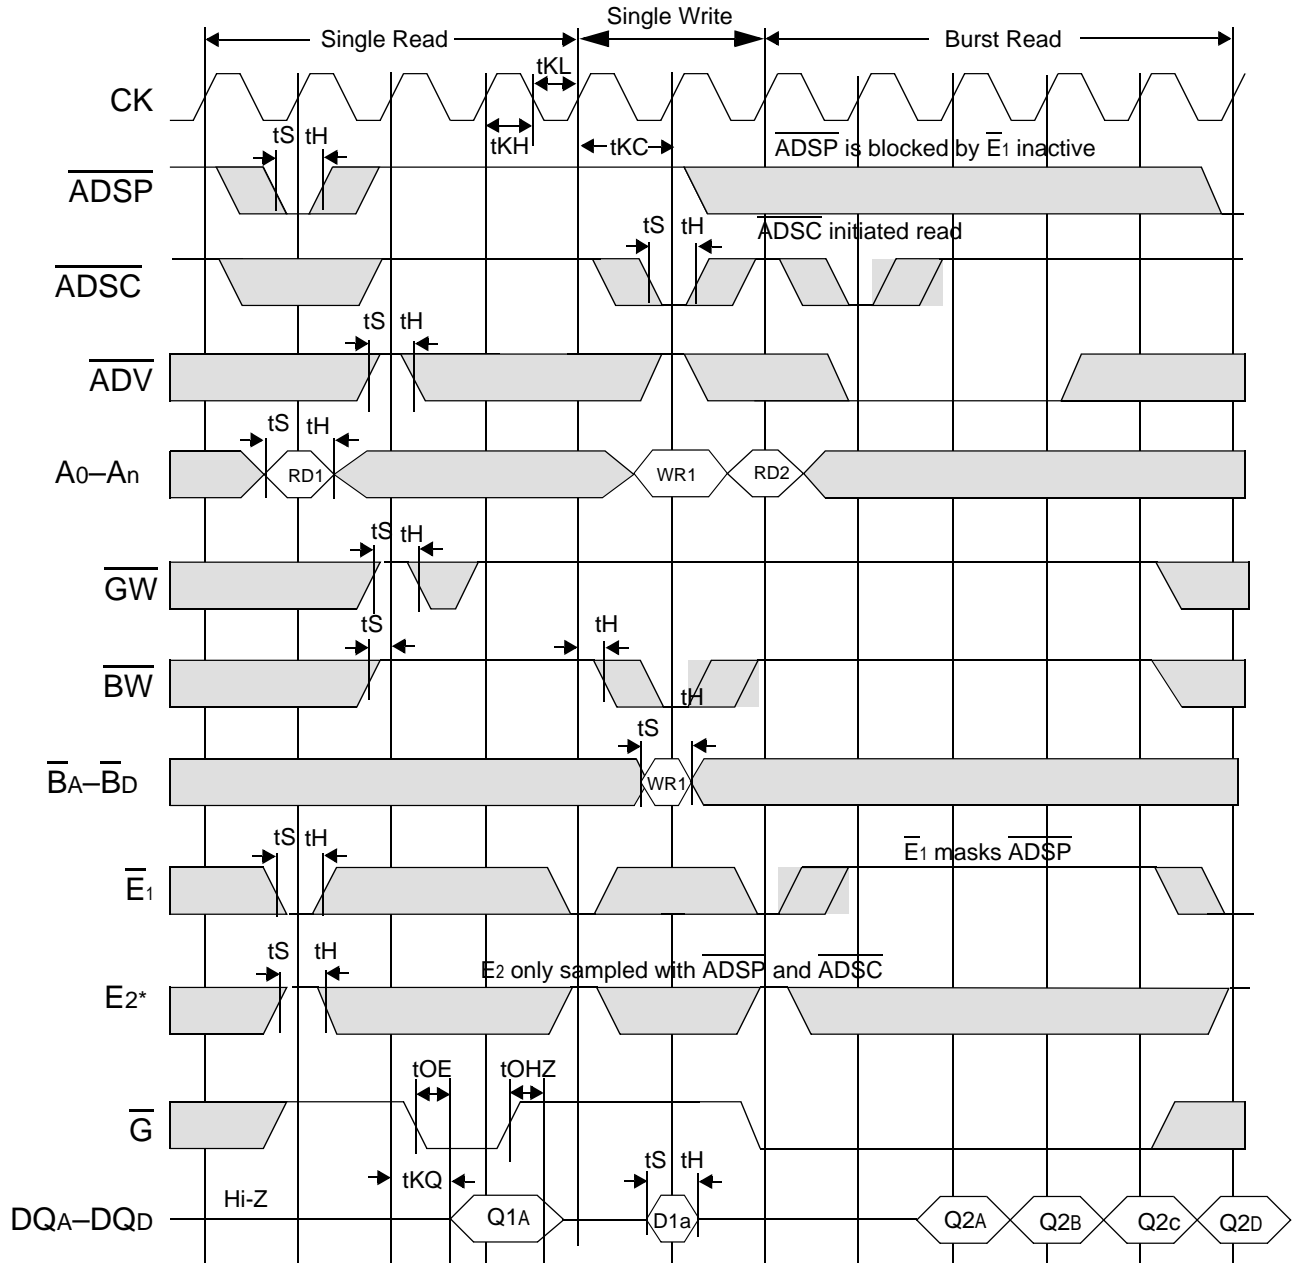 Single Write
Single Read
Burst Read
tKL
CK
tS tH
tKH
tKC
ADSP is blocked by E1 inactive
ADSP
tS tH
ADSC initiated read
ADSC
tS tH
ADV
tS tH
A0–An
RD1
WR1
RD2
tS tH
GW
tS
tH
BW
tH
tS
BA–BD
WR1
tS tH
E1 masks ADSP
E1
tS tH
E2 only sampled with ADSP and ADSC
E2*
tOE
tOHZ
G
tKQ
tS tH
Hi-Z
DQA–DQD
Q1A
D1a
Q2A
Q2B
Q2c
Q2D